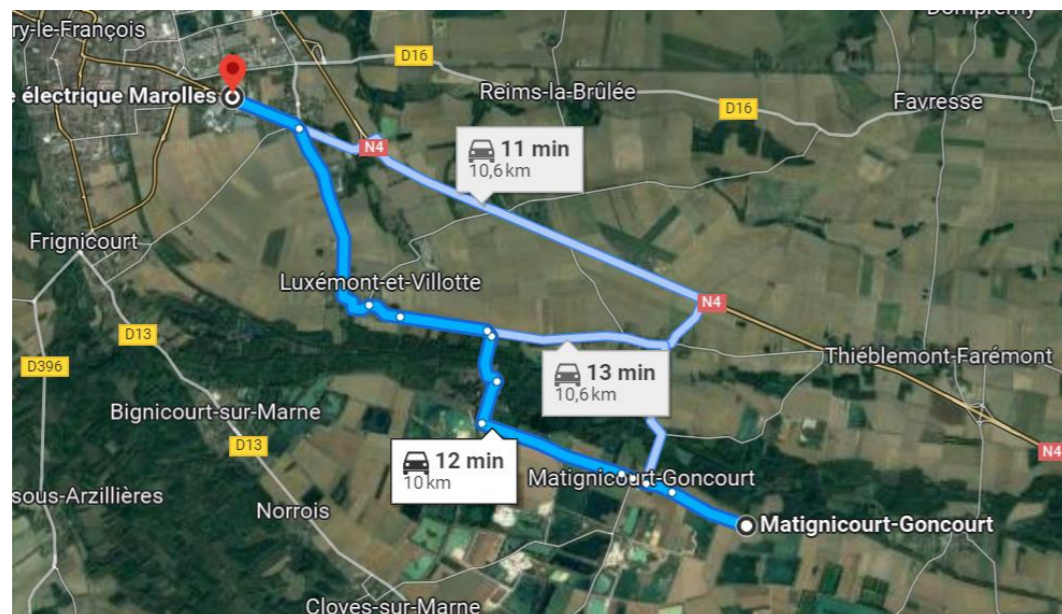 Dompremy
ry-le-François
D16
e électrique Marolles
Reims-la-Brûlée
D16
Favresse
N4
11 min
10,6 km
Frignicourt
Luxémont-et-Villotte
N4
D13
D396
13 min
10,6 km
Thiéblemont-Farémont
Bignicourt-sur-Marne
D13
12 min
10 km
N4
Matignicourt-Goncourt
sous-Arzillières
Norrois
Matignicourt-Goncourt
Cloyes-sur-Marne